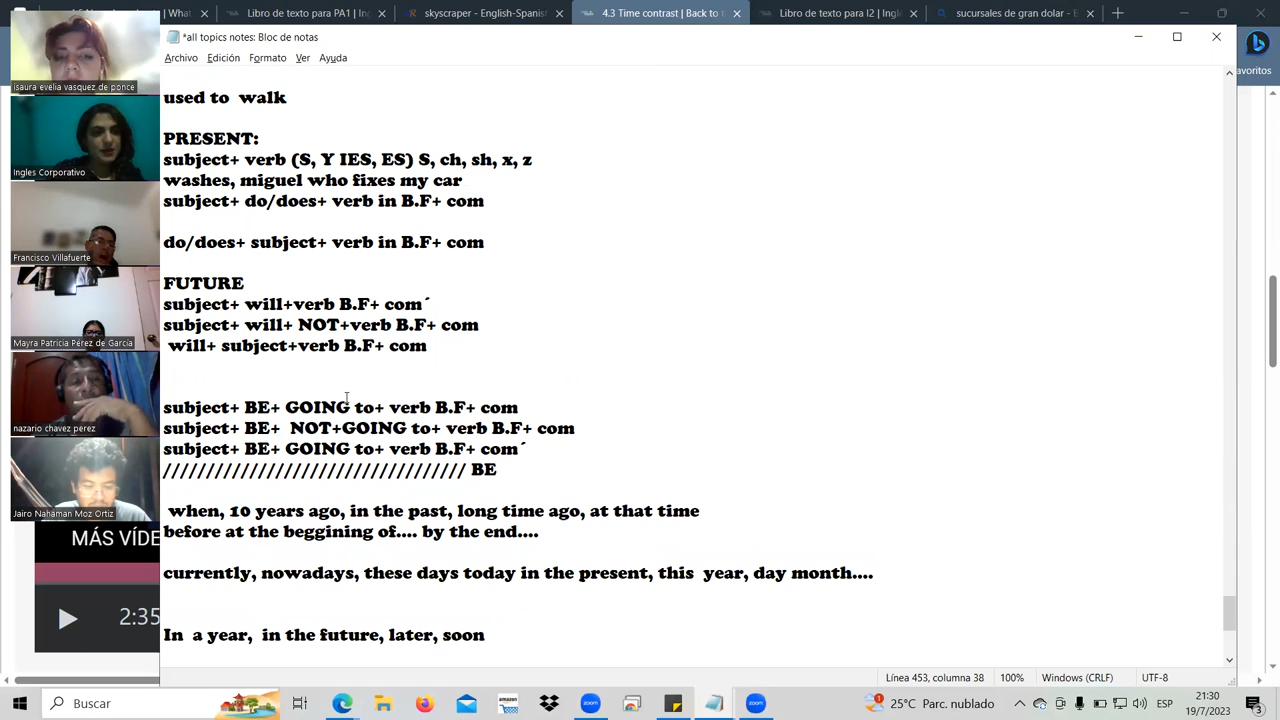 4.3 Time contrast | Back to
Libro de texto para PA1 | Ingl
skyscraper - English-Spanis
Libro de texto para I2 | Ingle
sucursales de gran dolar - E
*all topics notes: Bloc de notas
Archivo Edición Formato Ver Ayuda
avoritos
isaura evelia vasquez de ponce
Ingles Corporativo
Francisco Villafuerte
Mayra Patricia Pérez de García
nazario chavez perez
Jairo Nahaman Moz Ortiz
used to walk
PRESENT:
subject+ verb (S, Y IES, ES) S, ch, sh, x, z
washes, miguel who fixes my car
subject+ do/does+ verb in B.F+ com
do/does+ subject+ verb in B.F+ com
FUTURE
subject+ will+verb B.F+ com´
subject+ will+ NOT+verb B.F+ com
will+ subject+verb B.F+ com
subject+ BE+ GOING to+ verb B.F+ com
subject+ BE+ NOT+GOING to+ verb B.F+ com
subject+ BE+ GOING to+ verb B.F+ com´
////////////////////////////////// BE
when, 10 years ago, in the past, long time ago, at that time
before at the beggining of.... by the end....
currently, nowadays, these days today in the present, this year, day month....
In a year, in the future, later, soon
MÁS VÍDE
2:35
Línea 453, columna 38 100% Windows (CRLF) UTF-8
Buscar
25°C Parc. nublado
ESP
21:30
19/7/2023
3